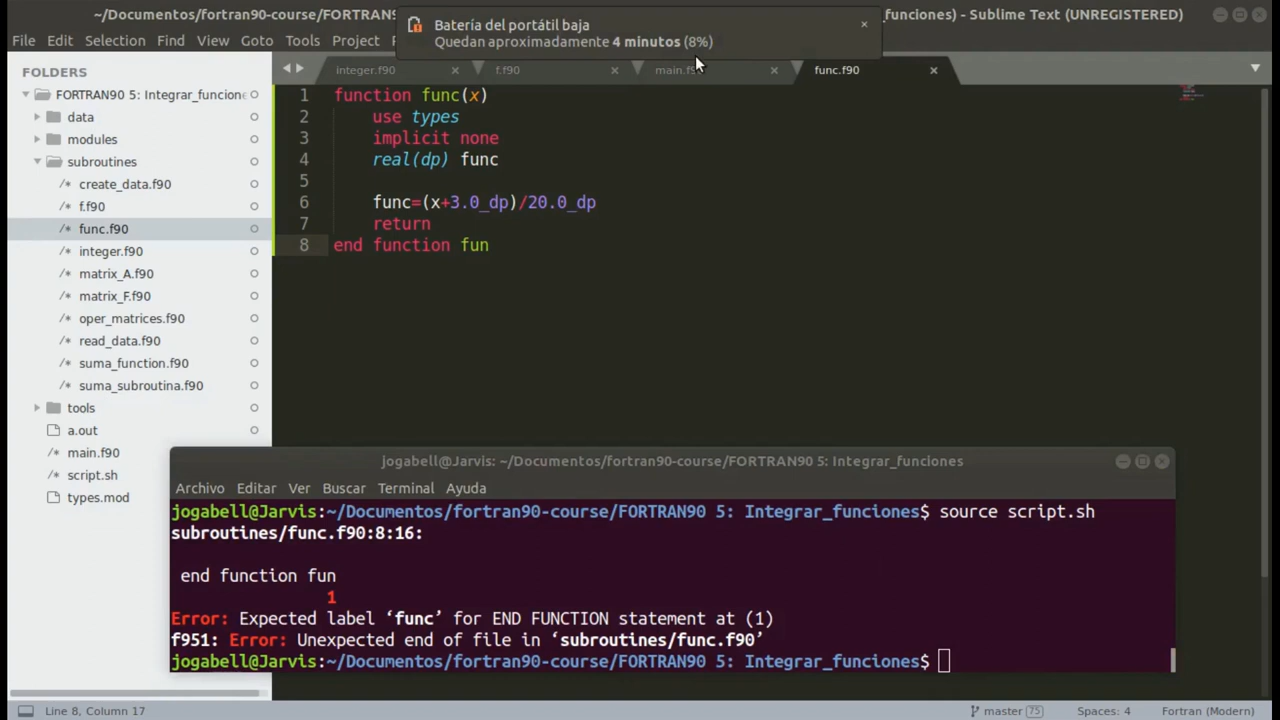 ~/Documentos/fortran90-course/FORTRAN90
_funciones) - Sublime Text (UNREGISTERED)
Batería del portátil baja
Quedan aproximadamente 4 minutos (8%)
File Edit Selection Find View Goto Tools Project
FOLDERS
FORTRAN90 5: Integrar_funcione
data
modules
subroutines
/* create_data.f90
/* f.f90
/* func.f90
/* integer.f90
/* matrix_A.f90
/* matrix_F.f90
/* oper_matrices.f90
/* read_data.f90
/* suma_function.f90
/* suma_subroutina.f90
tools
a.out
/* main.f90
/* script.sh
types.mod
integer.f90 f.f90 main.f90 func.f90
1 function func(x)
2 use types
3 implicit none
4 real(dp) func
5
6 func=(x+3.0_dp)/20.0_dp
7 return
8 end function fun
jogabell@Jarvis: ~/Documentos/fortran90-course/FORTRAN90 5: Integrar_funciones
Archivo Editar Ver Buscar Terminal Ayuda
jogabell@Jarvis:~/Documentos/fortran90-course/FORTRAN90 5: Integrar_funciones$ source script.sh
subroutines/func.f90:8:16:
end function fun
1
Error: Expected label ‘func’ for END FUNCTION statement at (1)
f951: Error: Unexpected end of file in ‘subroutines/func.f90’
jogabell@Jarvis:~/Documentos/fortran90-course/FORTRAN90 5: Integrar_funciones$
Line 8, Column 17
master 75
Spaces: 4
Fortran (Modern)